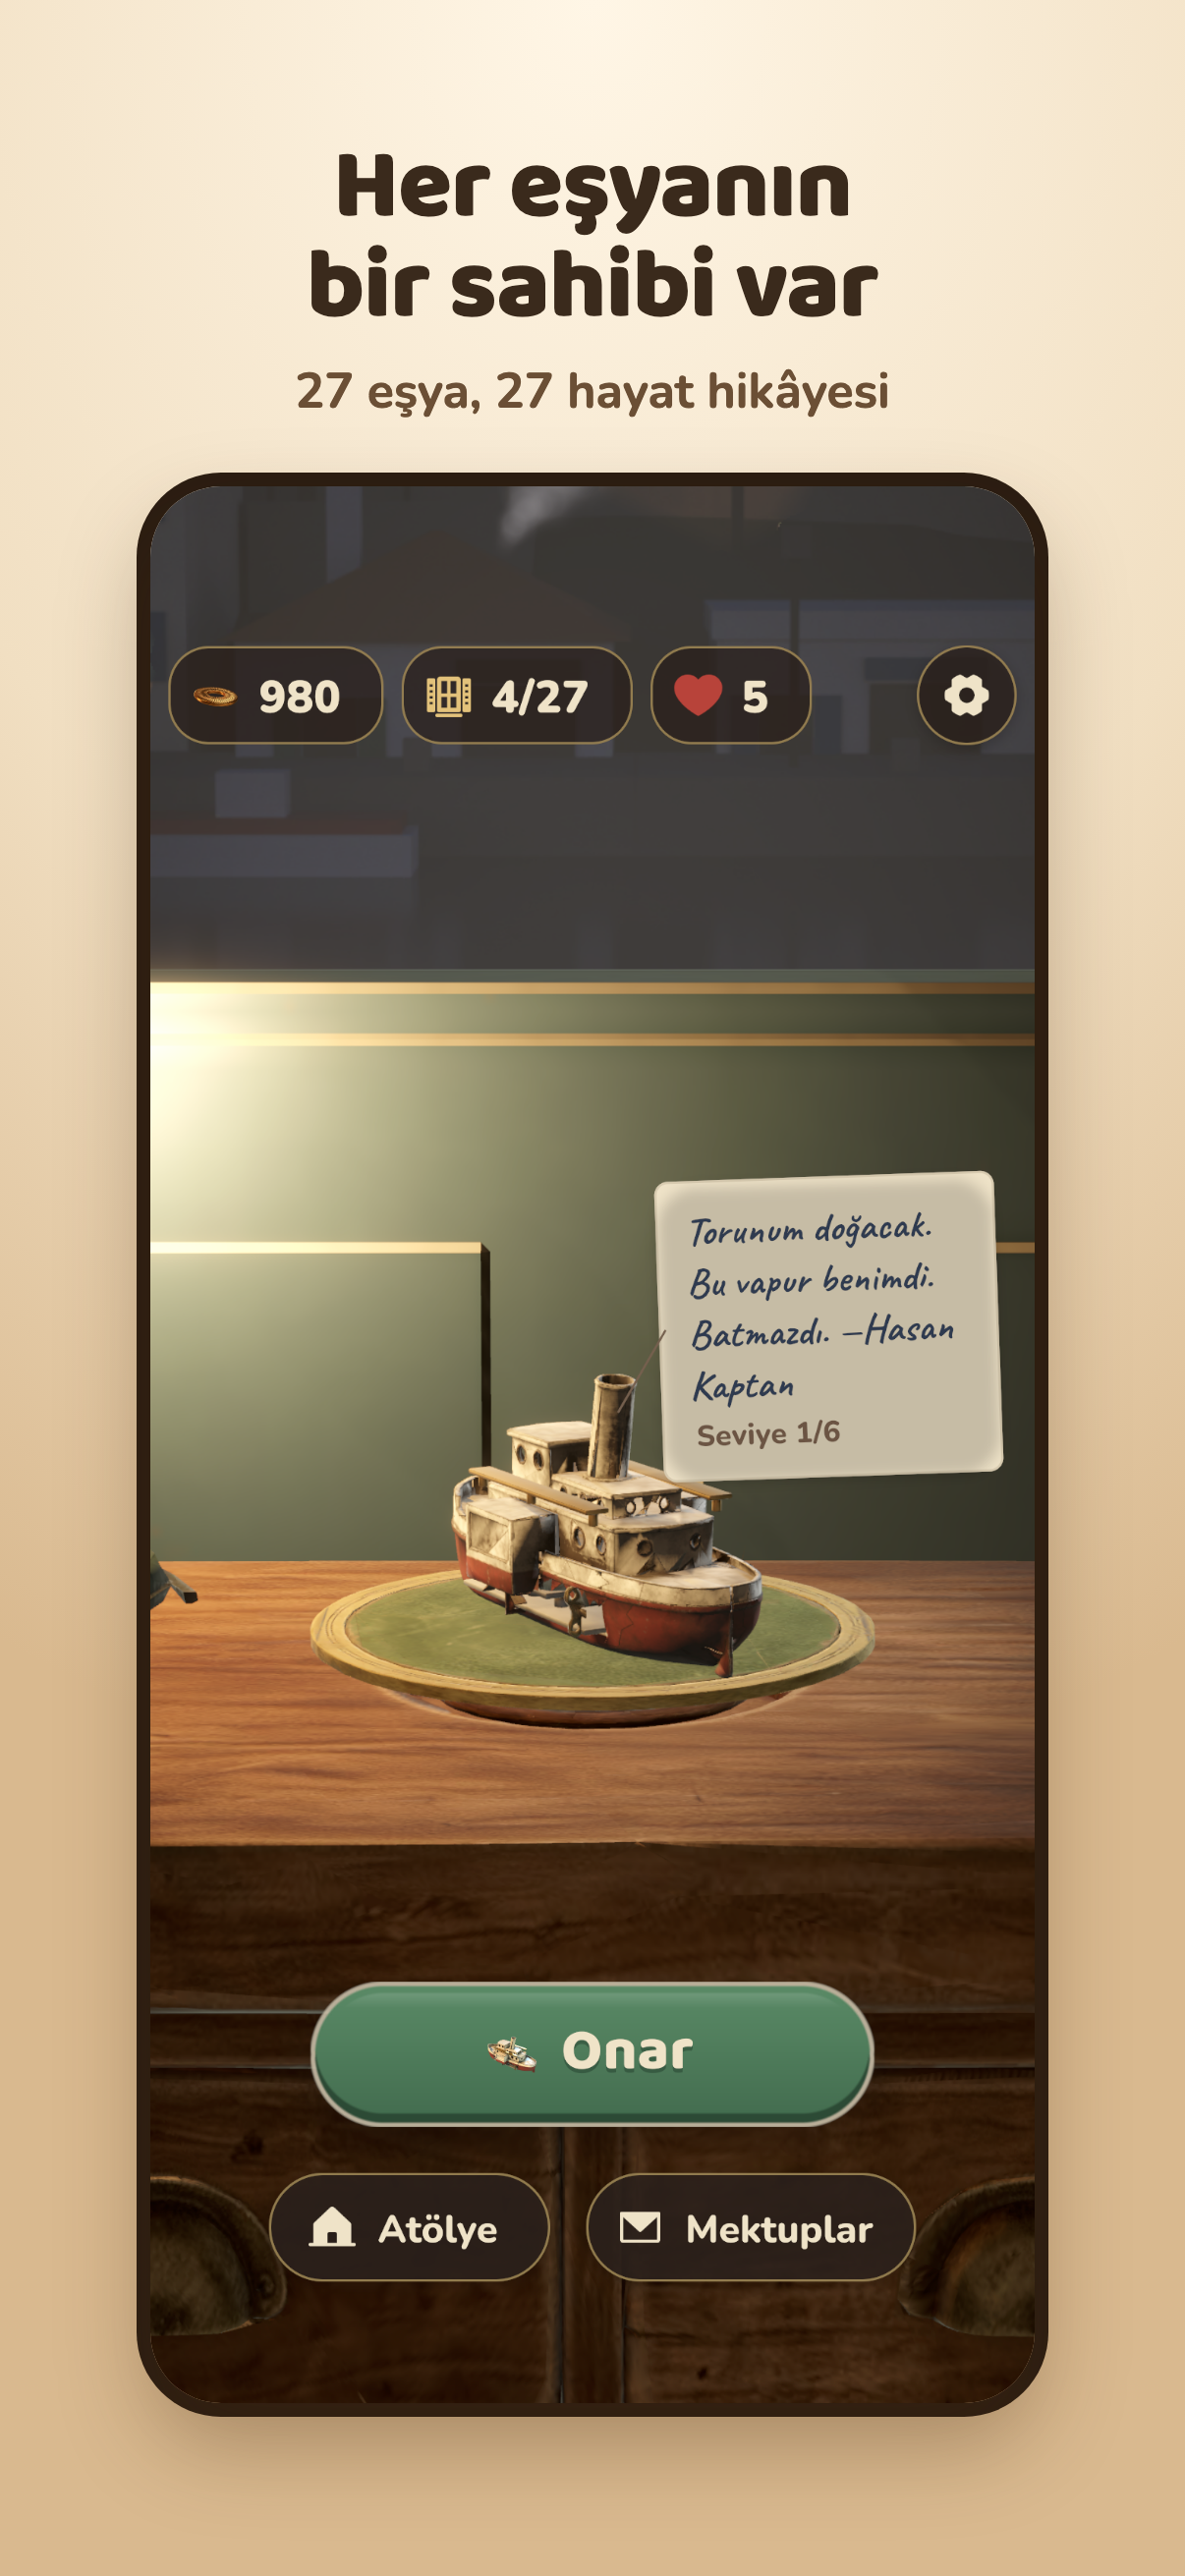 Her eşyanın
bir sahibi var
27 eşya, 27 hayat hikâyesi
980
4/27
5
Torunum doğacak.
Bu vapur benimdi.
Batmazdı. —Hasan
Kaptan
Seviye 1/6
Onar
Atölye
Mektuplar